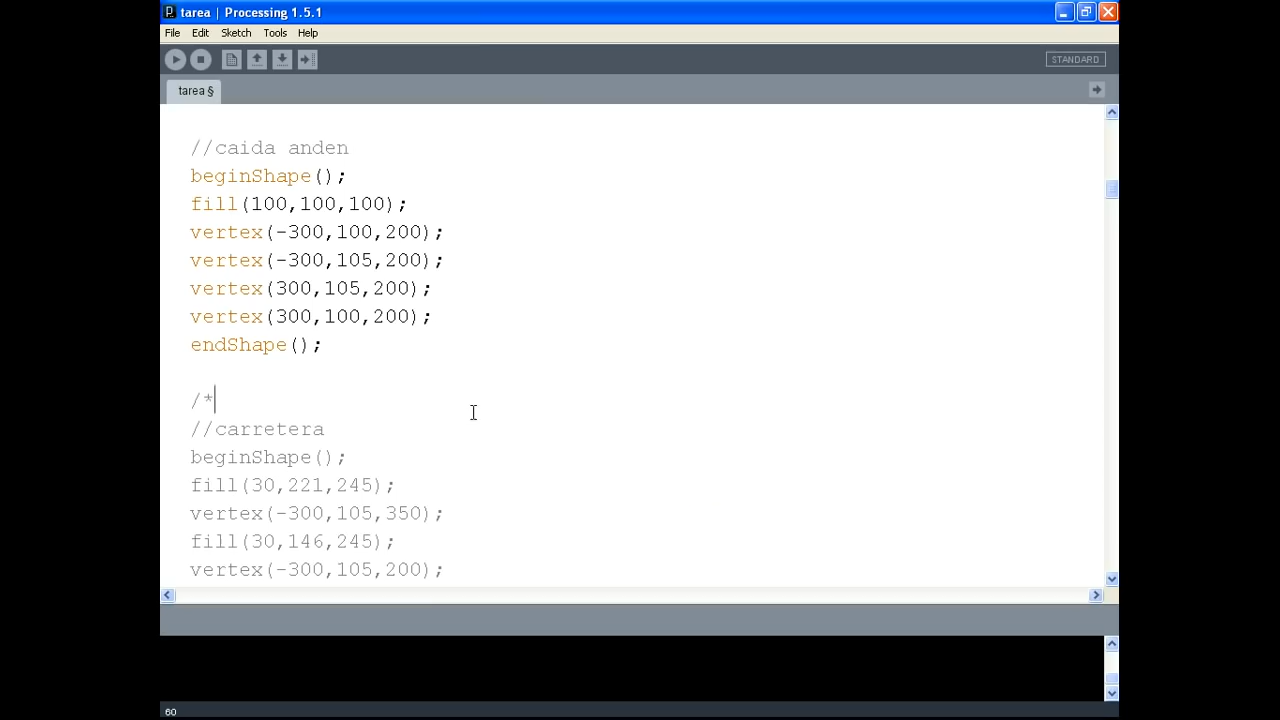 tarea | Processing 1.5.1
File Edit Sketch Tools Help
STANDARD
tarea §
//caida anden
beginShape();
fill(100,100,100);
vertex(-300,100,200);
vertex(-300,105,200);
vertex(300,105,200);
vertex(300,100,200);
endShape();
/*
//carretera
beginShape();
fill(30,221,245);
vertex(-300,105,350);
fill(30,146,245);
vertex(-300,105,200);
60